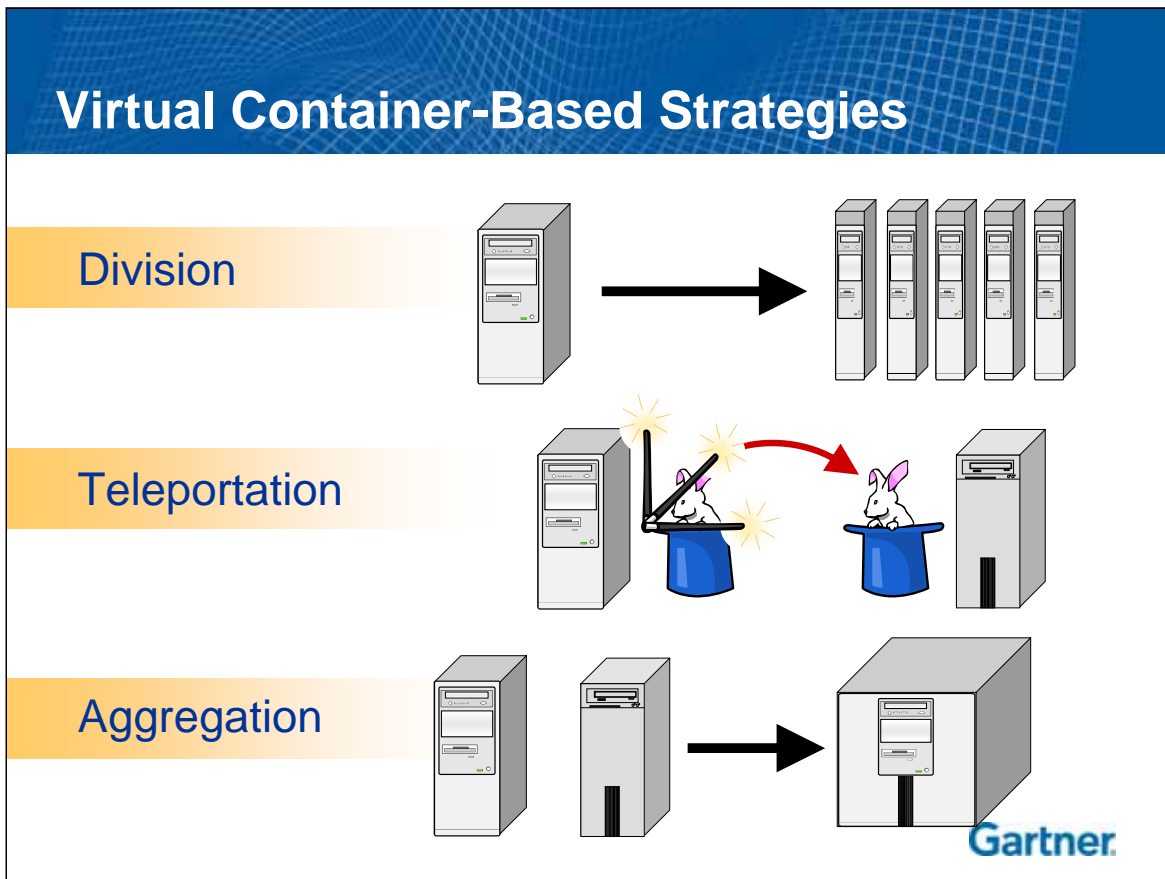 Virtual Container-Based Strategies
Division
Teleportation
Aggregation
Gartner.